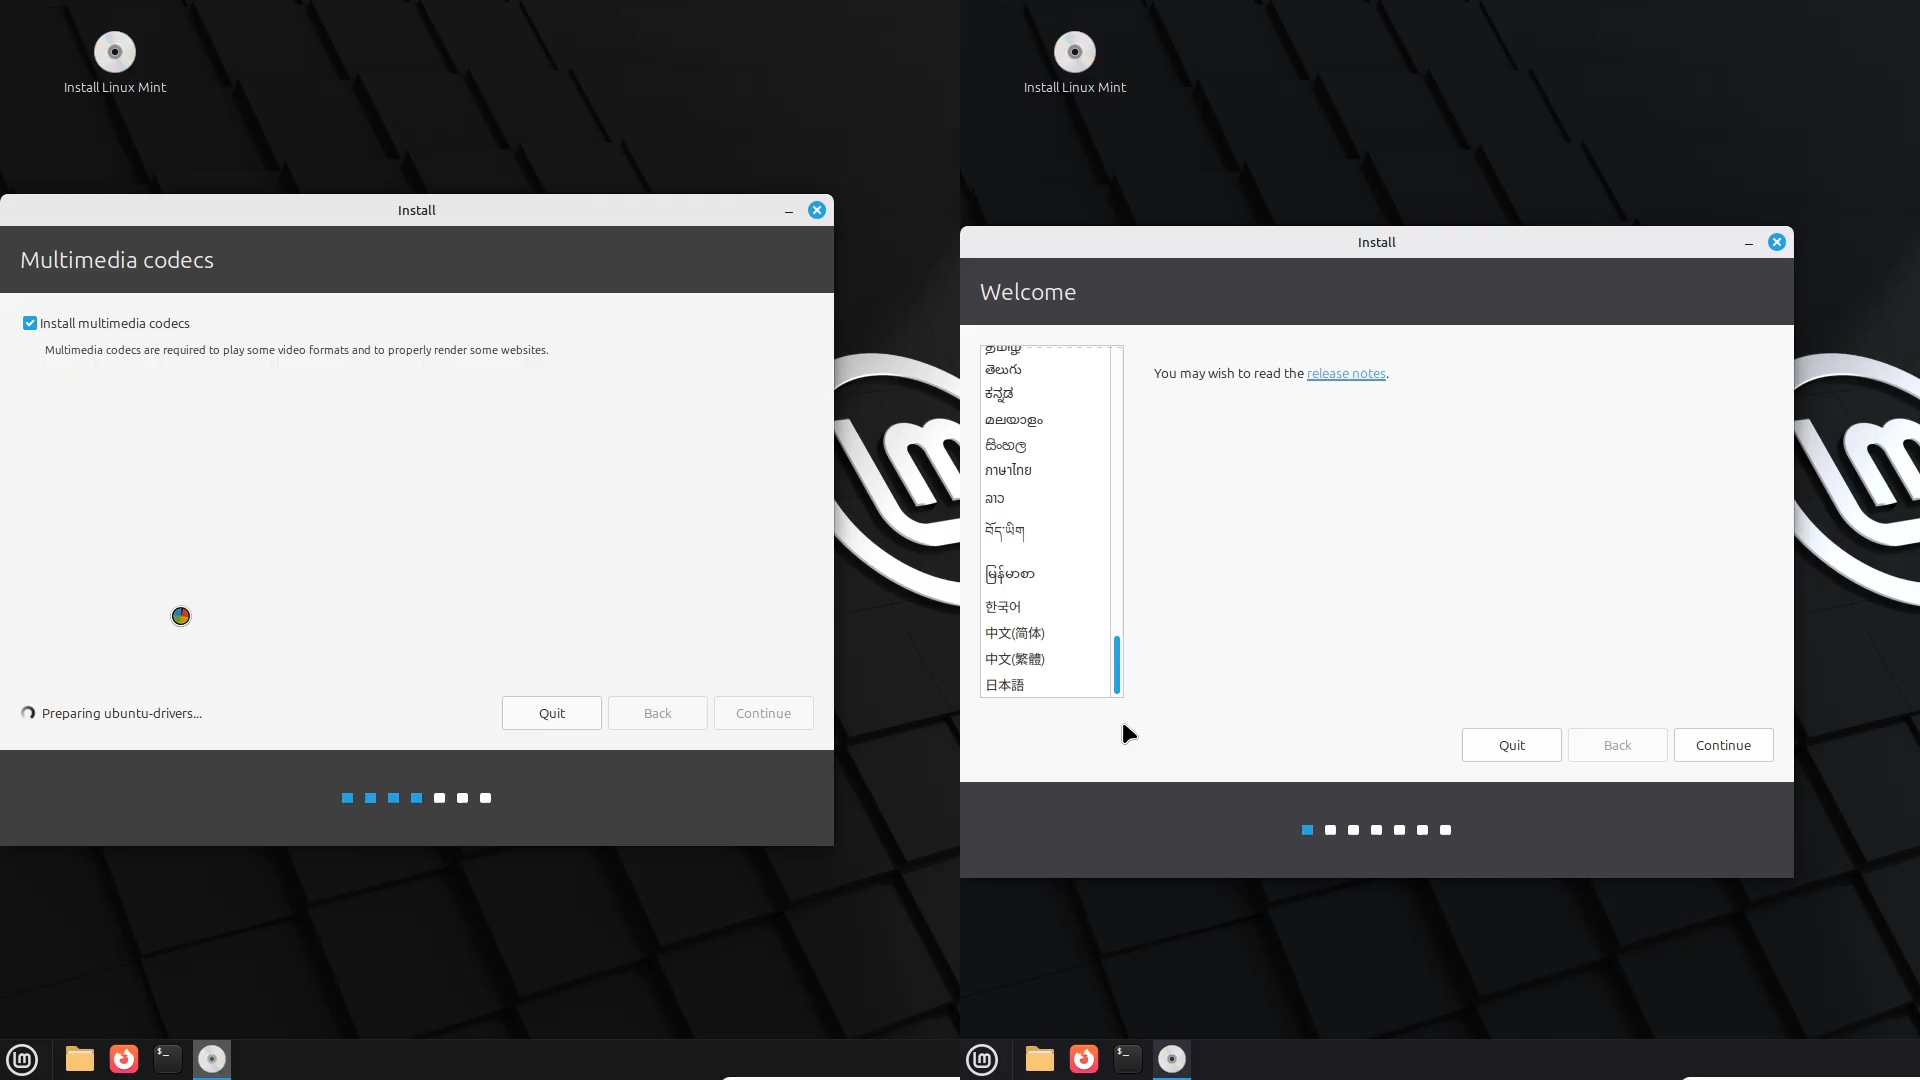 Install Linux Mint
Install
Multimedia codecs
Install multimedia codecs
Multimedia codecs are required to play some video formats and to properly render some websites.
Preparing ubuntu-drivers...
Quit
Back
Continue
Install Linux Mint
Install
Welcome
தமிழ்
తెలుగు
ಕನ್ನಡ
മലയാളം
සිංහල
ภาษาไทย
ລາວ
བོད་ཡིག
မြန်မာစာ
한국어
中文(简体)
中文(繁體)
日本語
You may wish to read the release notes.
Quit
Back
Continue